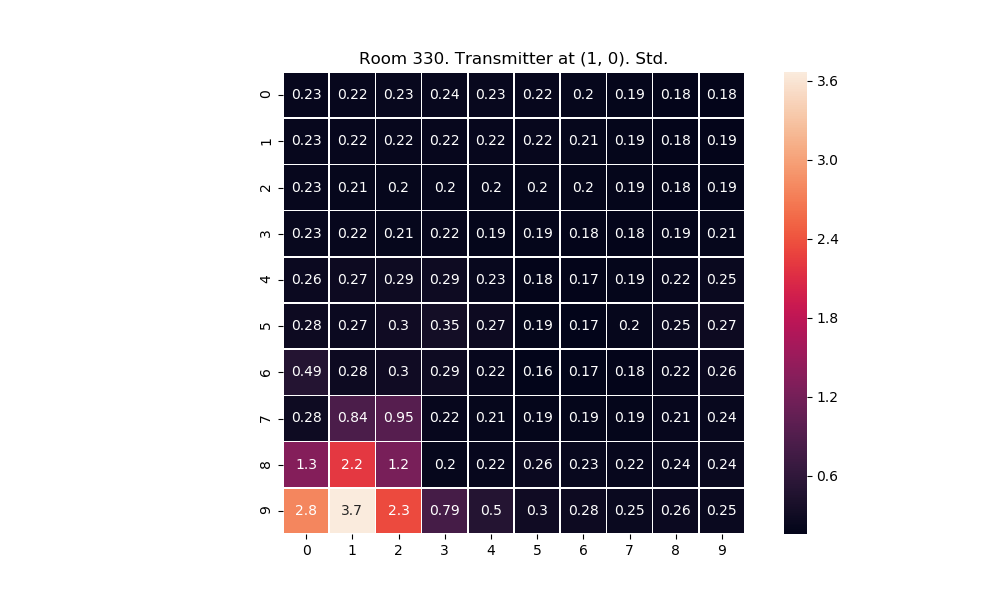 Room 330. Transmitter at (1, 0). Std.
0 0.23 0.22 0.23 0.24 0.23 0.22 0.2 0.19 0.18 0.18
1 0.23 0.22 0.22 0.22 0.22 0.22 0.21 0.19 0.18 0.19
2 0.23 0.21 0.2 0.2 0.2 0.2 0.2 0.19 0.18 0.19
3 0.23 0.22 0.21 0.22 0.19 0.19 0.18 0.18 0.19 0.21
4 0.26 0.27 0.29 0.29 0.23 0.18 0.17 0.19 0.22 0.25
5 0.28 0.27 0.3 0.35 0.27 0.19 0.17 0.2 0.25 0.27
6 0.49 0.28 0.3 0.29 0.22 0.16 0.17 0.18 0.22 0.26
7 0.28 0.84 0.95 0.22 0.21 0.19 0.19 0.19 0.21 0.24
8 1.3 2.2 1.2 0.2 0.22 0.26 0.23 0.22 0.24 0.24
9 2.8 3.7 2.3 0.79 0.5 0.3 0.28 0.25 0.26 0.25
0 1 2 3 4 5 6 7 8 9
3.6
3.0
2.4
1.8
1.2
0.6